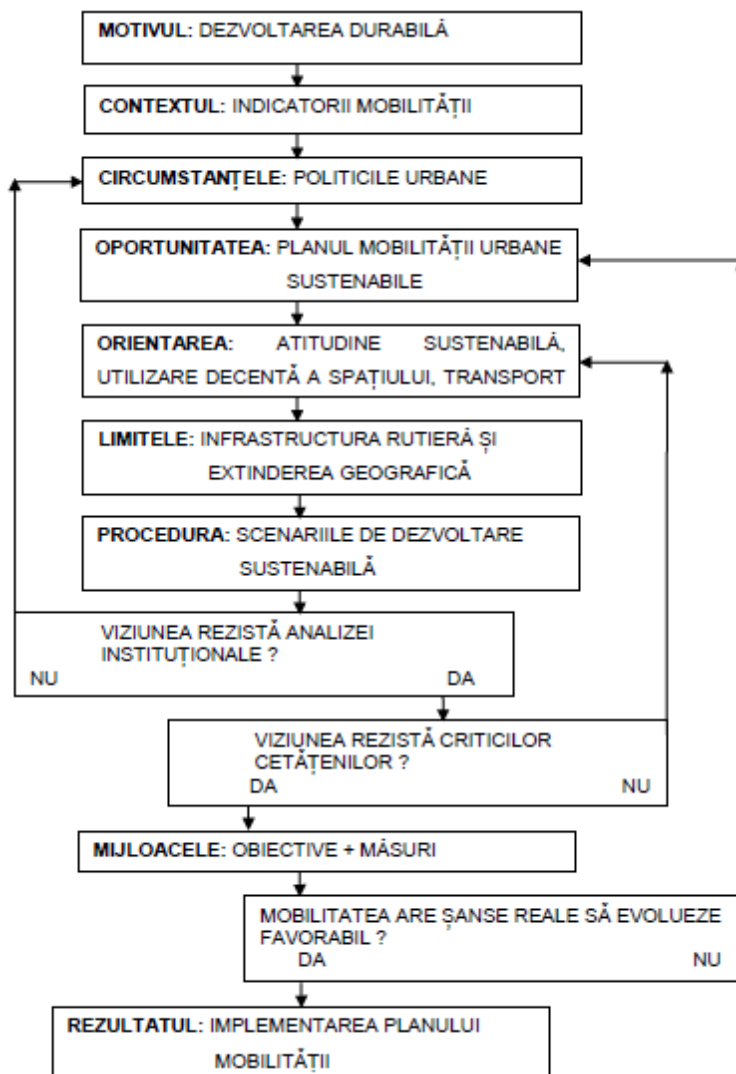 MOTIVUL: DEZVOLTAREA DURABILĂ
CONTEXTUL: INDICATORII MOBILITĂȚII
CIRCUMSTANȚELE: POLITICILE URBANE
OPORTUNITATEA: PLANUL MOBILITĂȚII URBANE
SUSTENABILE
ORIENTAREA: ATITUDINE SUSTENABILĂ,
UTILIZARE DECENTĂ A SPAȚIULUI, TRANSPORT
LIMITELE: INFRASTRUCTURA RUTIERĂ ȘI
EXTINDEREA GEOGRAFICĂ
PROCEDURA: SCENARIILE DE DEZVOLTARE
SUSTENABILĂ
VIZIUNEA REZISTĂ ANALIZEI
INSTITUȚIONALE ?
NU DA
VIZIUNEA REZISTĂ CRITICILOR
CETĂȚENILOR ?
DA NU
MIJLOACELE: OBIECTIVE + MĂSURI
MOBILITATEA ARE ȘANSE REALE SĂ EVOLUEZE
FAVORABIL ?
DA NU
REZULTATUL: IMPLEMENTAREA PLANULUI
MOBILITĂȚII